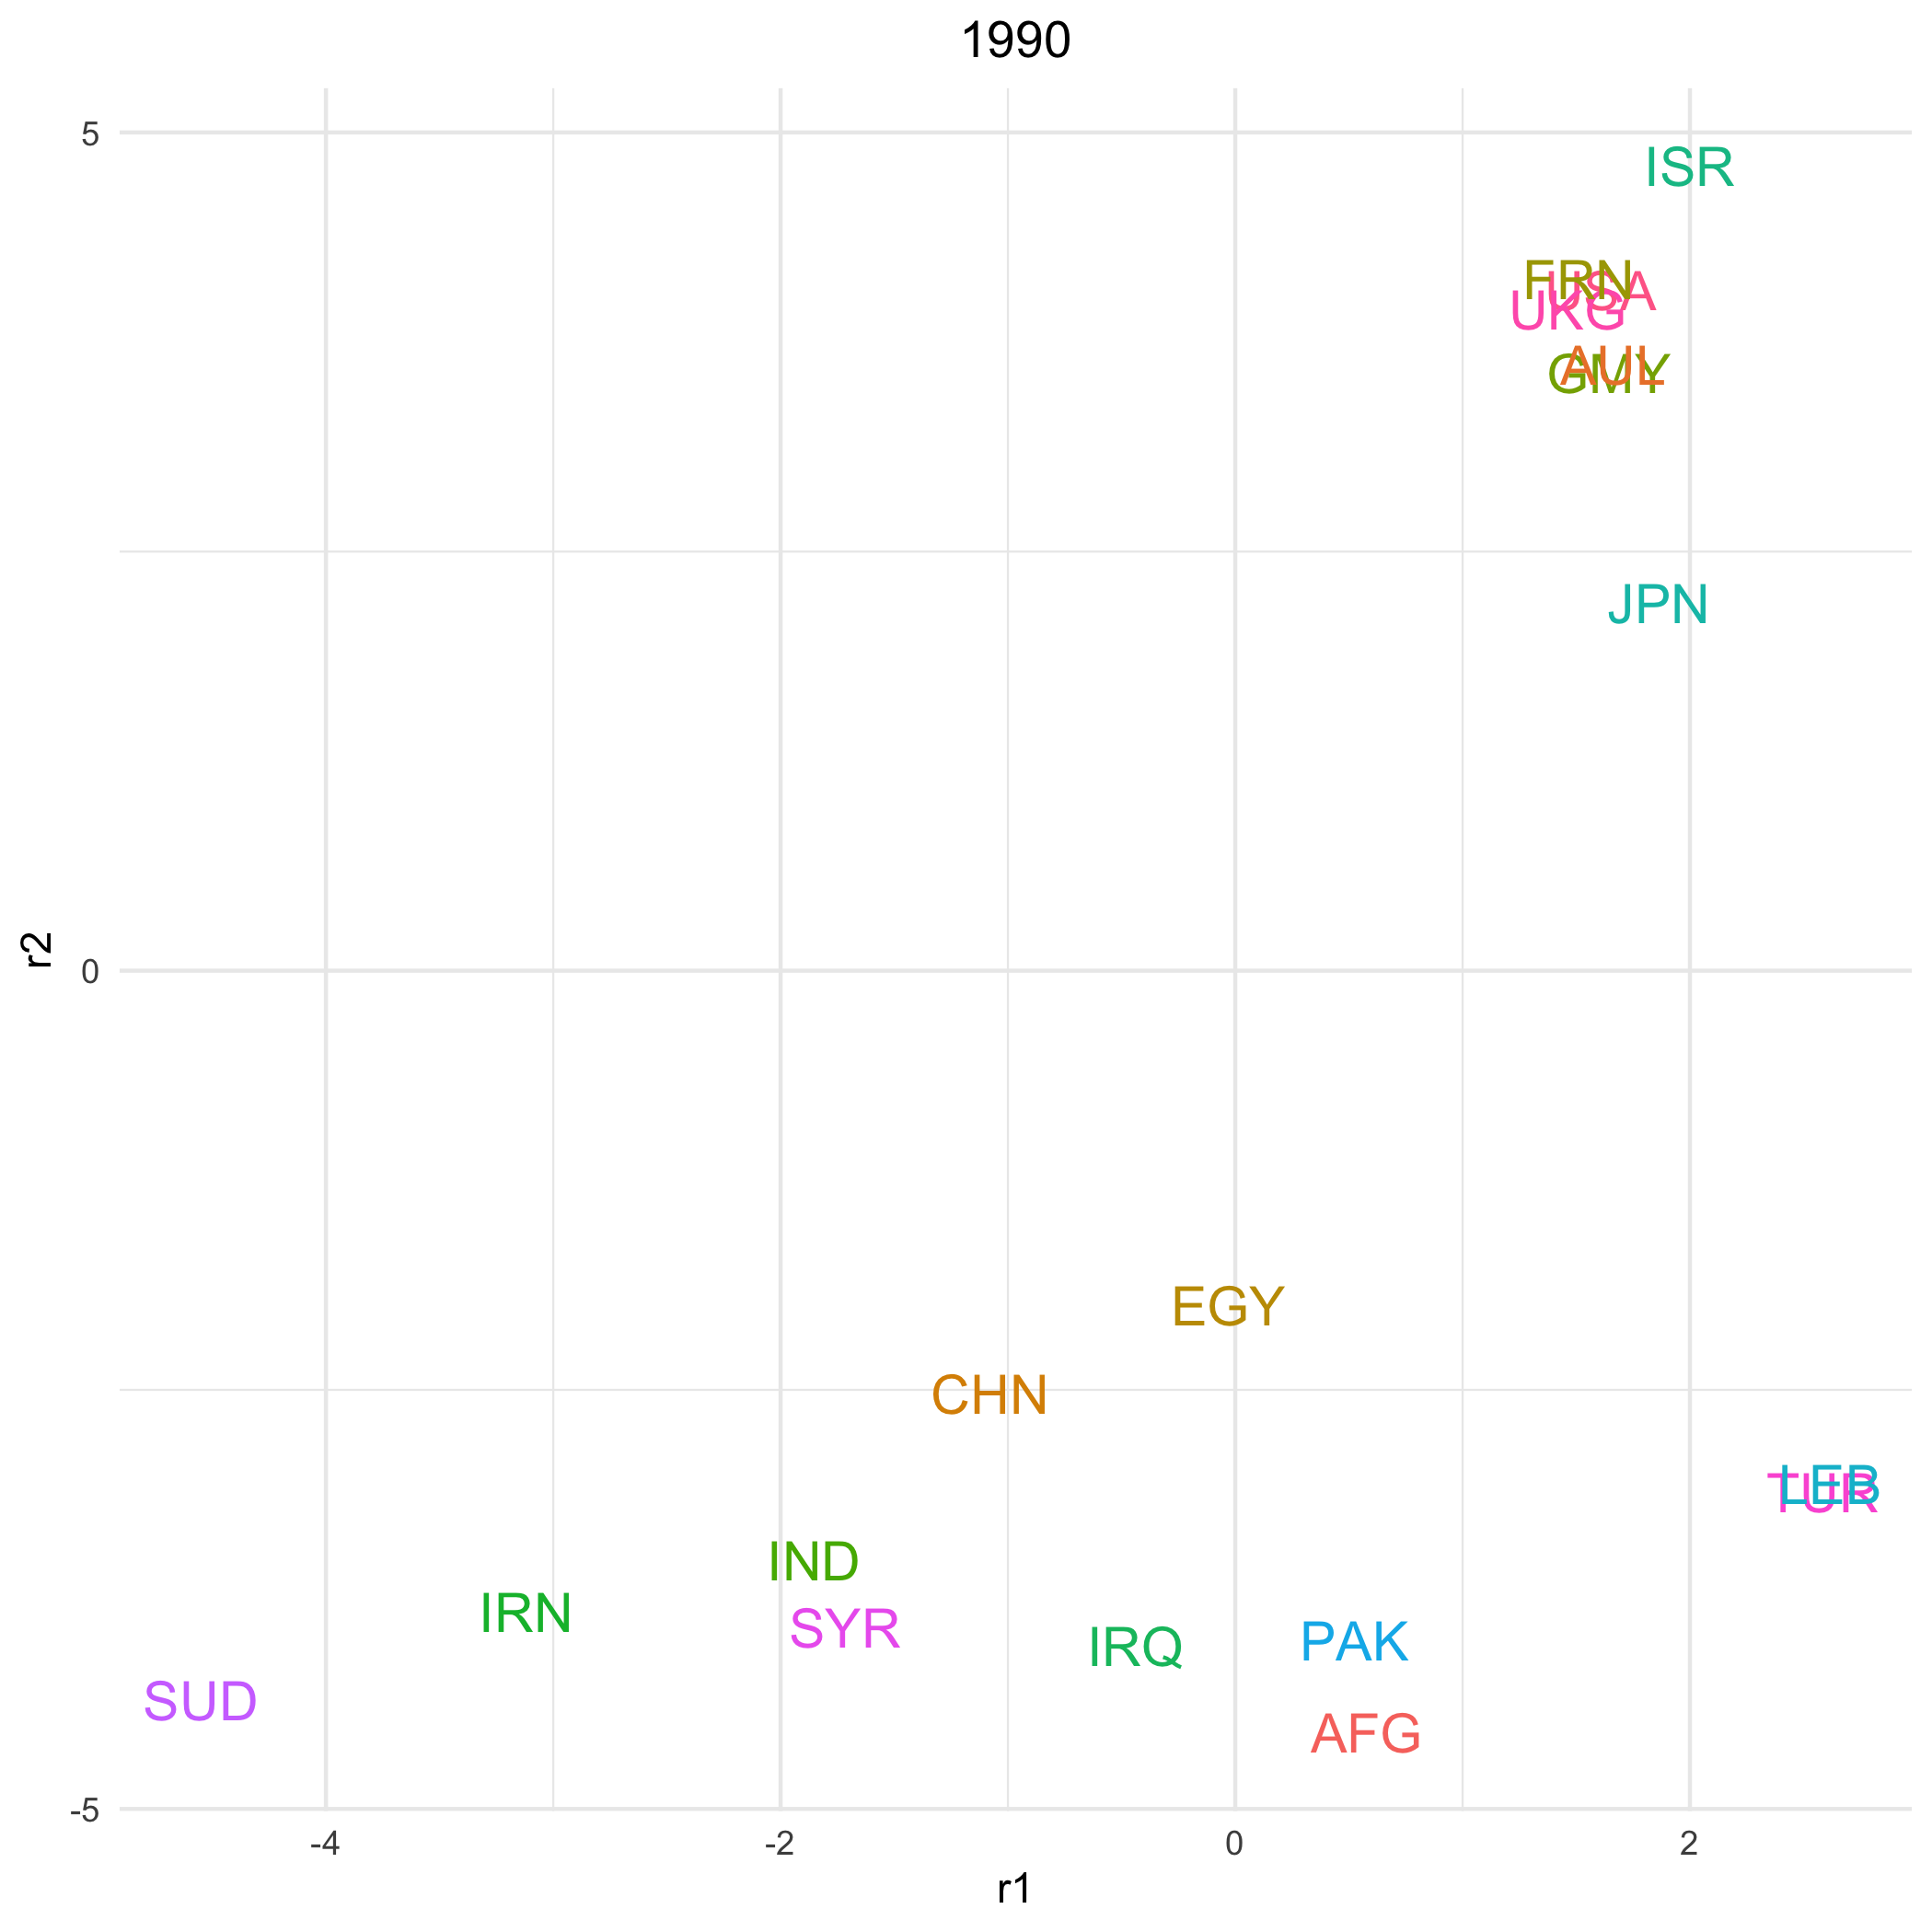 1990
5
ISR
FRN
USA
UKG
AUL
GMY
JPN
r2
0
EGY
CHN
LEB
TUR
IND
IRN
SYR
IRQ
PAK
SUD
AFG
-5
-4
-2
0
2
r1